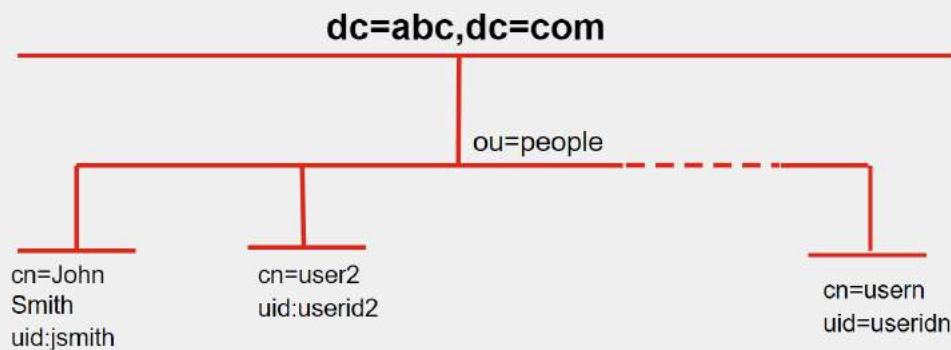 dc=abc,dc=com
ou=people
cn=John
Smith
uid:jsmith
cn=user2
uid:userid2
cn=usern
uid=useridn